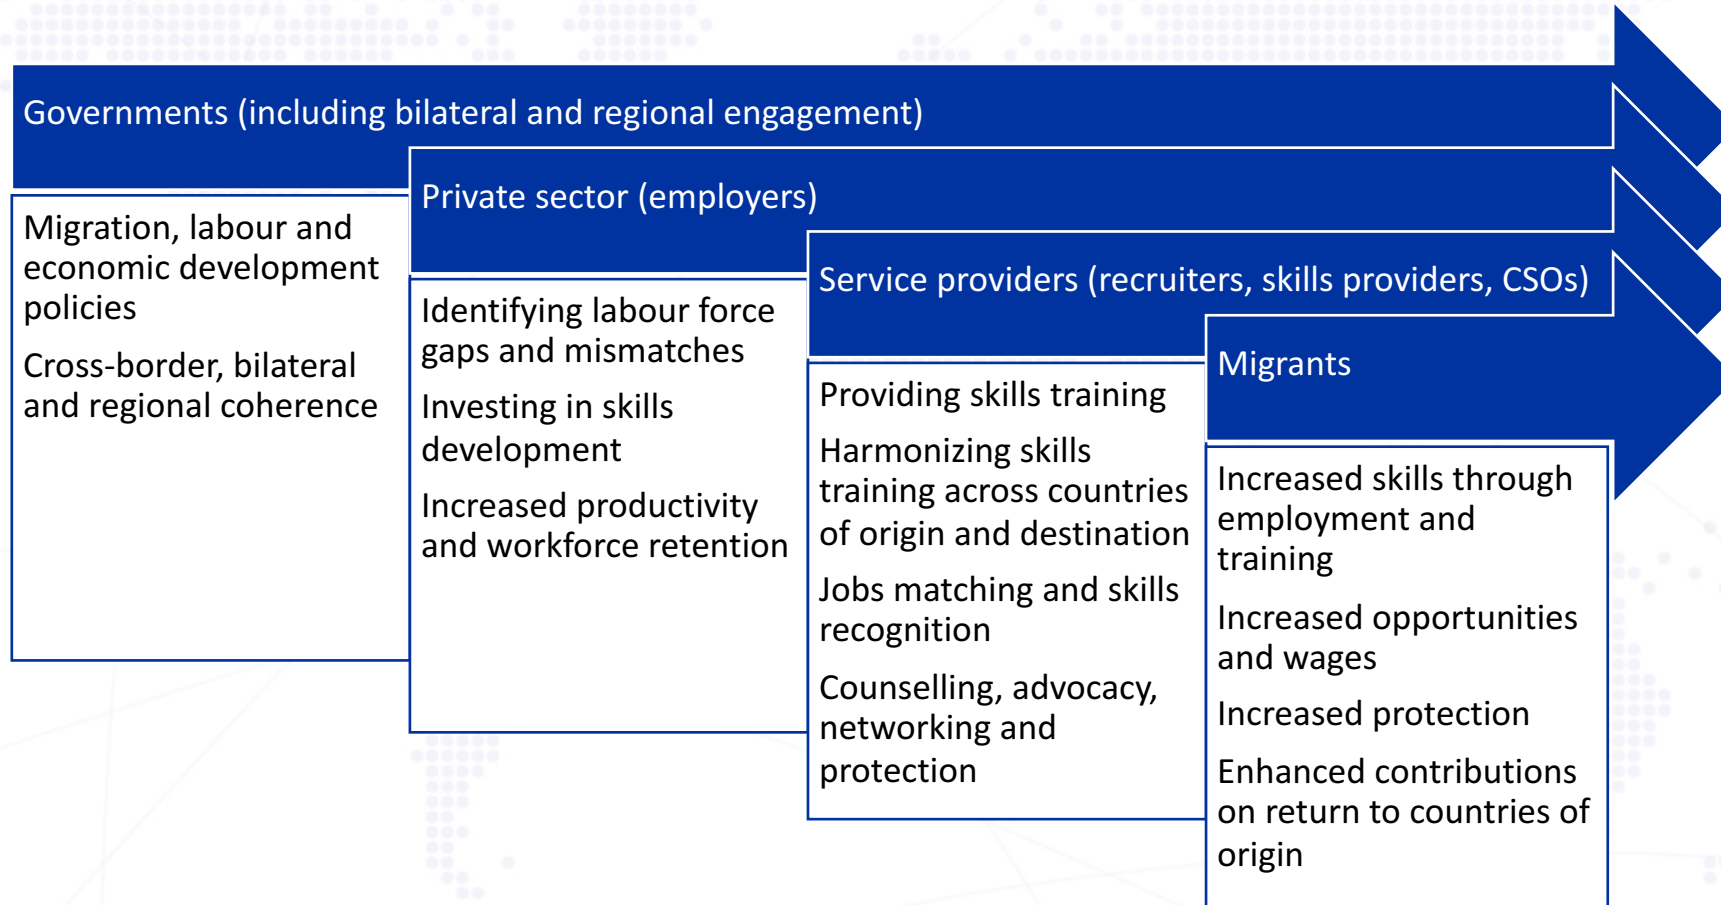 Governments (including bilateral and regional engagement)
Migration, labour and
economic development
policies
Cross-border, bilateral
and regional coherence
Private sector (employers)
Identifying labour force
gaps and mismatches
Investing in skills
development
Increased productivity
and workforce retention
Service providers (recruiters, skills providers, CSOs)
Providing skills training
Harmonizing skills
training across countries
of origin and destination
Jobs matching and skills
recognition
Counselling, advocacy,
networking and
protection
Migrants
Increased skills through
employment and
training
Increased opportunities
and wages
Increased protection
Enhanced contributions
on return to countries of
origin